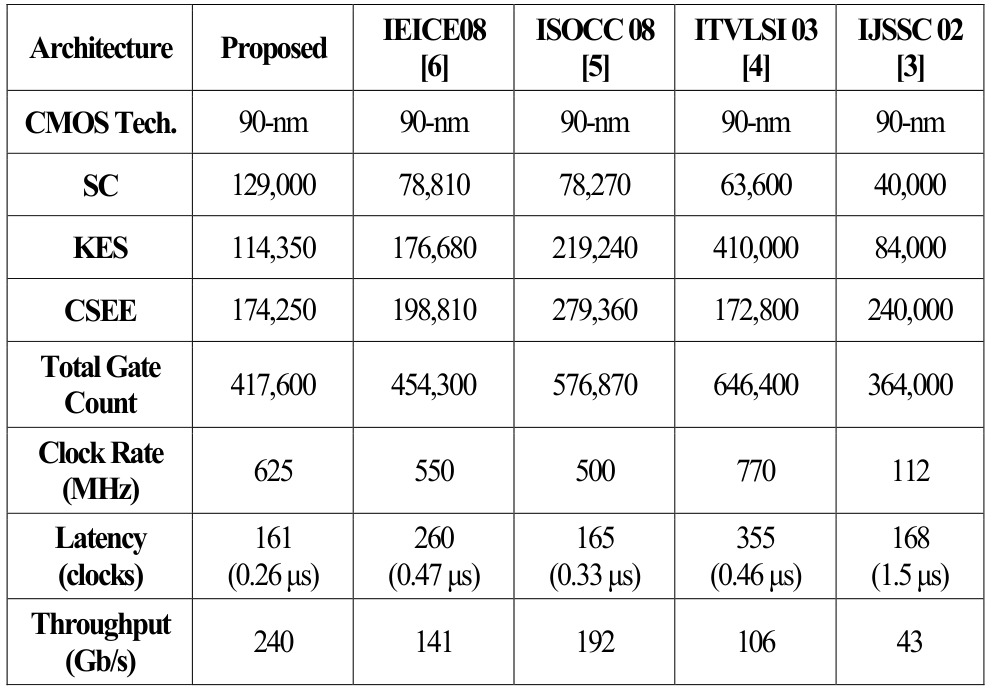 Architecture Proposed IEICE08 [6] ISOCC 08 [5] ITVLSI 03 [4] IJSSC 02 [3]
CMOS Tech. 90-nm 90-nm 90-nm 90-nm 90-nm
SC 129,000 78,810 78,270 63,600 40,000
KES 114,350 176,680 219,240 410,000 84,000
CSEE 174,250 198,810 279,360 172,800 240,000
Total Gate Count 417,600 454,300 576,870 646,400 364,000
Clock Rate (MHz) 625 550 500 770 112
Latency (clocks) 161 (0.26 μs) 260 (0.47 μs) 165 (0.33 μs) 355 (0.46 μs) 168 (1.5 μs)
Throughput (Gb/s) 240 141 192 106 43